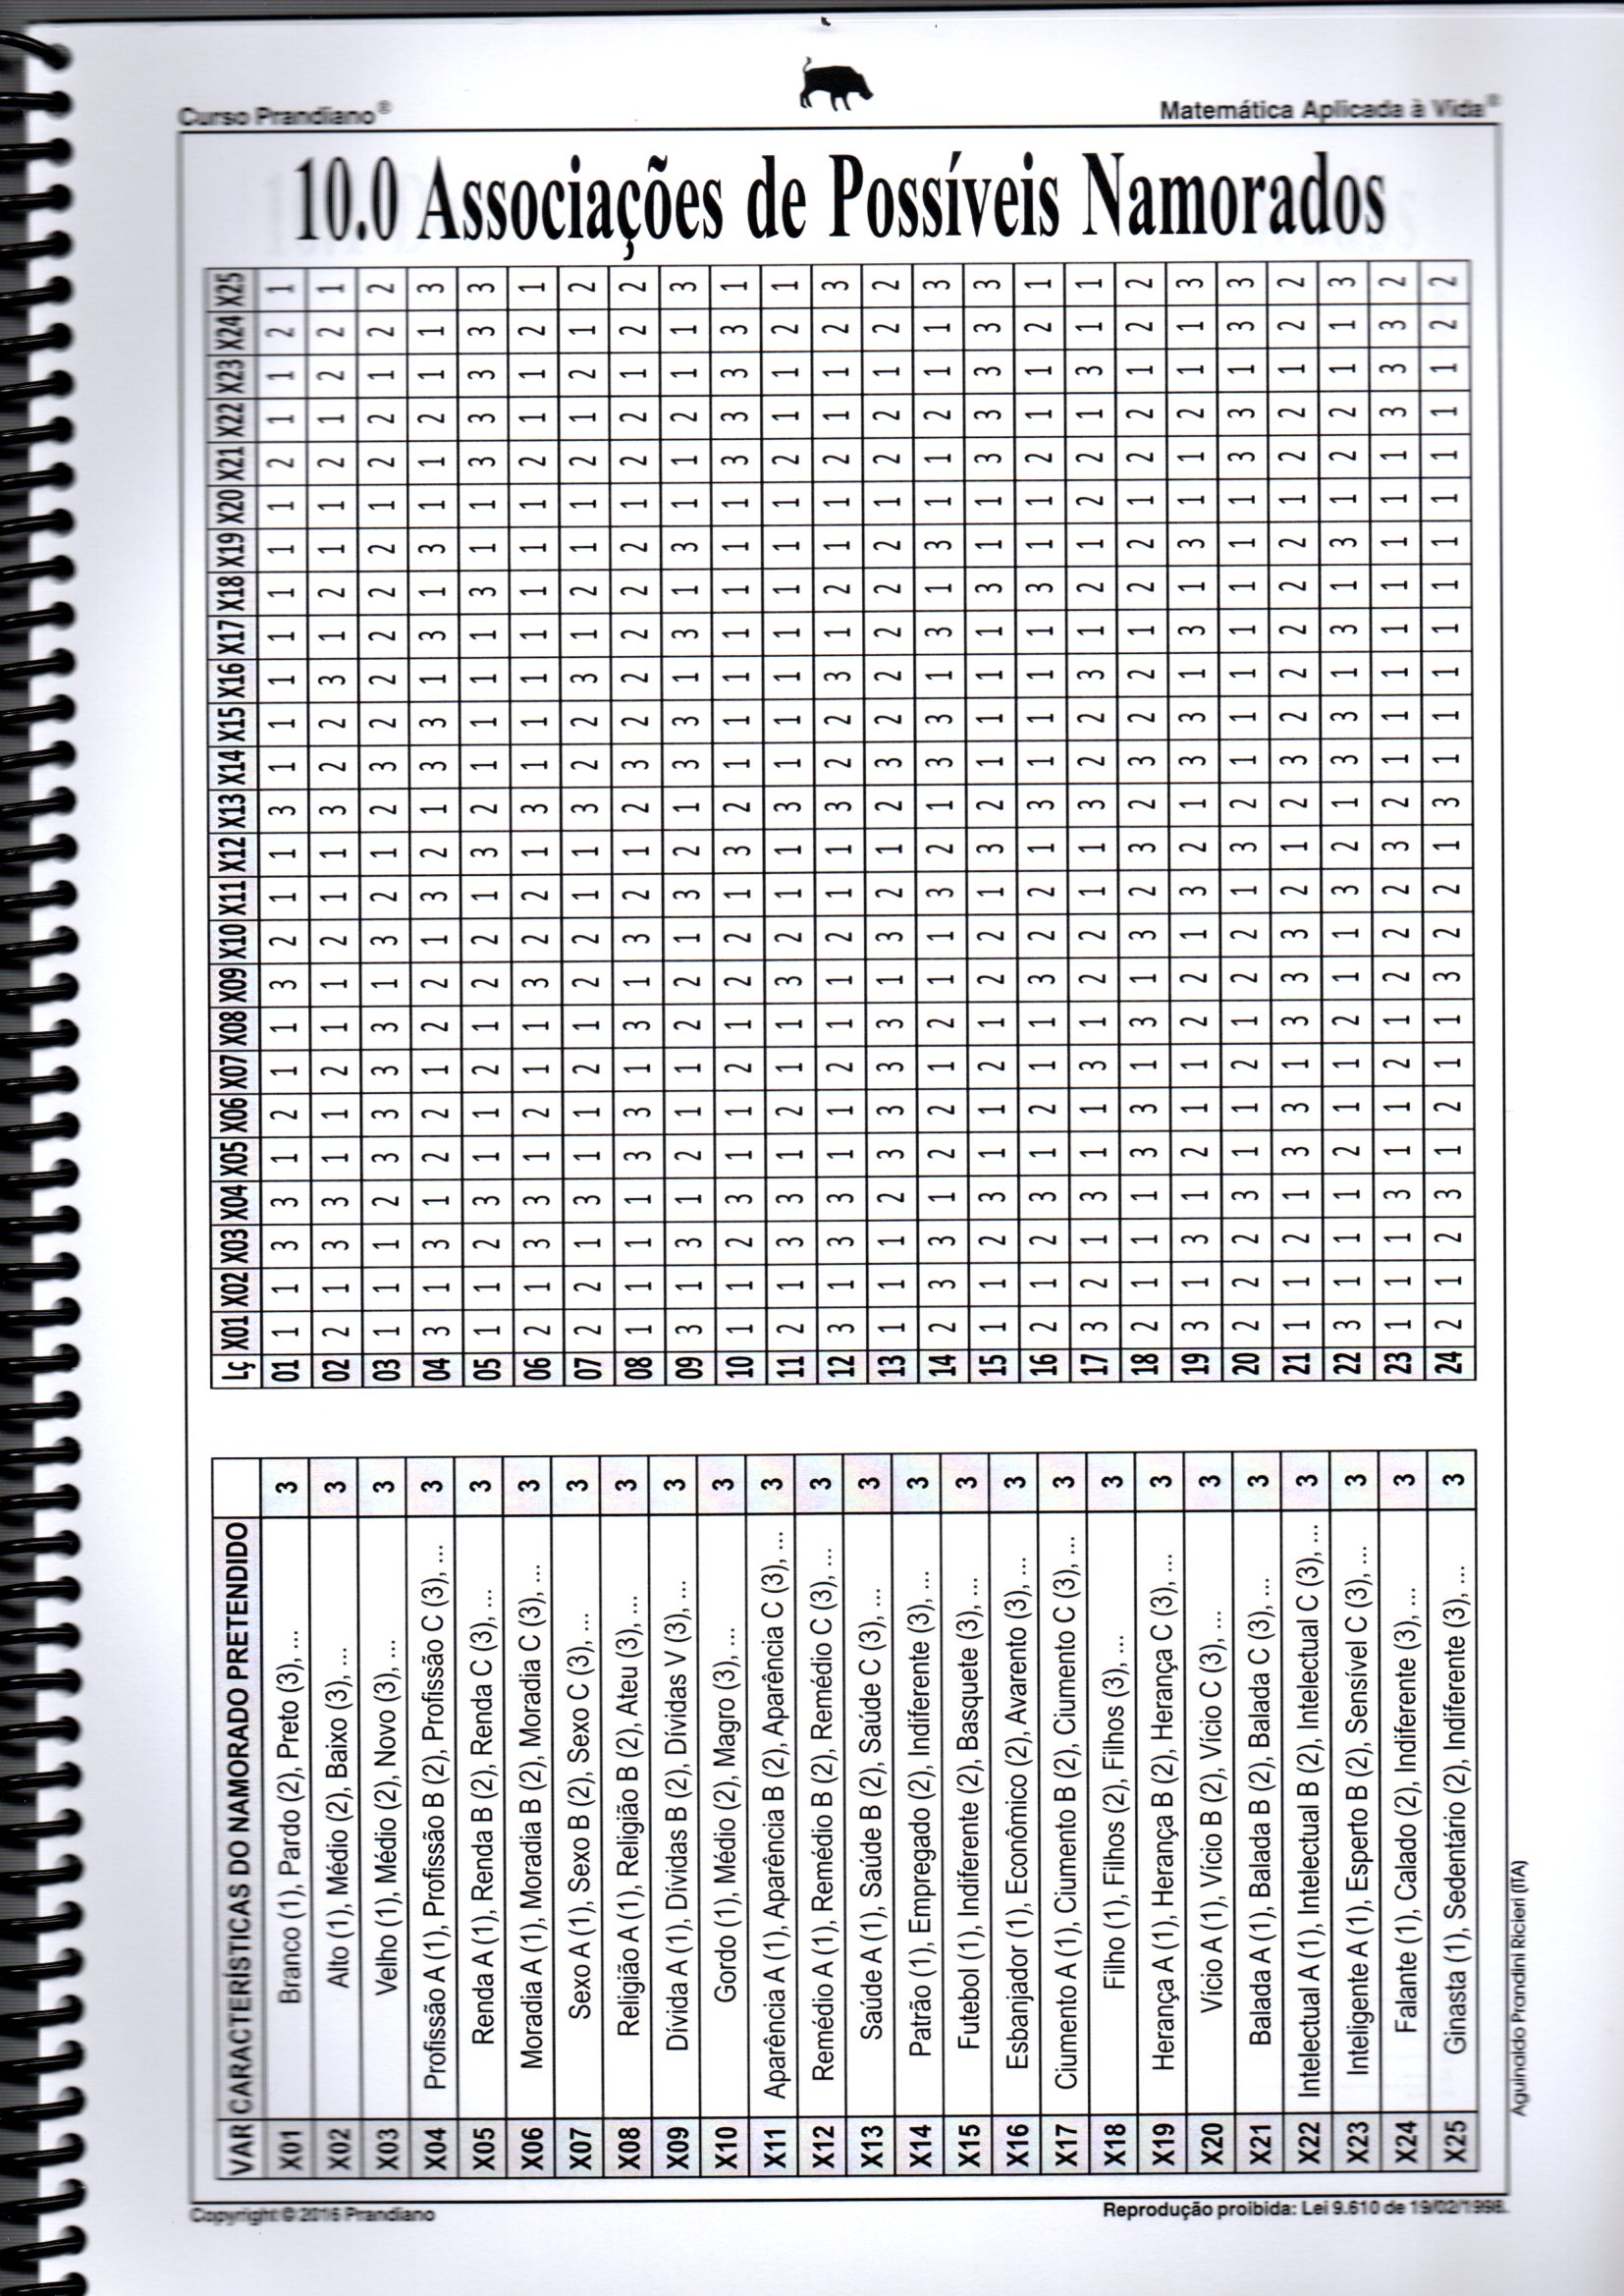 Curso Prandiano®
Matemática Aplicada à Vida®
10.0 Associações de Possíveis Namorados
VAR CARACTERÍSTICAS DO NAMORADO PRETENDIDO
X01 Branco (1), Pardo (2), Preto (3), ... 3
X02 Alto (1), Médio (2), Baixo (3), ... 3
X03 Velho (1), Médio (2), Novo (3), ... 3
X04 Profissão A (1), Profissão B (2), Profissão C (3), ... 3
X05 Renda A (1), Renda B (2), Renda C (3), ... 3
X06 Moradia A (1), Moradia B (2), Moradia C (3), ... 3
X07 Sexo A (1), Sexo B (2), Sexo C (3), ... 3
X08 Religião A (1), Religião B (2), Ateu (3), ... 3
X09 Dívida A (1), Dívidas B (2), Dívidas V (3), ... 3
X10 Gordo (1), Médio (2), Magro (3), ... 3
X11 Aparência A (1), Aparência B (2), Aparência C (3), ... 3
X12 Remédio A (1), Remédio B (2), Remédio C (3), ... 3
X13 Saúde A (1), Saúde B (2), Saúde C (3), ... 3
X14 Patrão (1), Empregado (2), Indiferente (3), ... 3
X15 Futebol (1), Indiferente (2), Basquete (3), ... 3
X16 Esbanjador (1), Econômico (2), Avarento (3), ... 3
X17 Ciumento A (1), Ciumento B (2), Ciumento C (3), ... 3
X18 Filho (1), Filhos (2), Filhos (3), ... 3
X19 Herança A (1), Herança B (2), Herança C (3), ... 3
X20 Vício A (1), Vício B (2), Vício C (3), ... 3
X21 Balada A (1), Balada B (2), Balada C (3), ... 3
X22 Intelectual A (1), Intelectual B (2), Intelectual C (3), ... 3
X23 Inteligente A (1), Esperto B (2), Sensível C (3), ... 3
X24 Falante (1), Calado (2), Indiferente (3), ... 3
X25 Ginasta (1), Sedentário (2), Indiferente (3), ... 3
Lç X01 X02 X03 X04 X05 X06 X07 X08 X09 X10 X11 X12 X13 X14 X15 X16 X17 X18 X19 X20 X21 X22 X23 X24 X25
01 1 1 3 3 1 2 1 1 3 2 1 1 3 1 1 1 1 1 1 1 2 1 1 2 1
02 2 1 3 3 1 1 2 1 1 2 1 1 3 2 2 3 1 2 1 1 2 1 2 2 1
03 1 1 1 2 3 3 3 3 1 3 2 1 2 3 2 2 2 2 2 1 2 2 1 2 2
04 3 1 3 1 2 2 1 2 2 1 3 2 1 3 3 1 3 1 3 1 1 2 1 1 3
05 1 1 2 3 1 1 2 1 2 2 1 3 2 1 1 1 1 3 1 1 3 3 3 3 3
06 2 1 3 3 1 2 1 1 3 2 2 1 3 1 1 1 1 1 1 1 2 1 1 2 1
07 2 2 1 3 1 1 2 1 2 2 1 1 3 2 2 3 1 2 1 1 2 1 2 1 2
08 1 1 1 1 3 3 1 3 1 3 2 1 2 3 2 2 2 2 2 1 2 2 1 2 2
09 3 1 3 1 2 1 1 2 2 1 3 2 1 3 3 1 3 1 3 1 1 2 1 1 3
10 1 1 2 3 1 1 2 1 2 2 1 3 2 1 1 1 1 1 1 1 3 3 3 3 1
11 2 1 3 3 1 2 1 1 3 2 1 1 3 1 1 1 1 1 1 1 2 1 1 2 1
12 3 1 3 3 1 1 2 1 1 2 1 1 3 2 2 3 1 2 1 1 2 1 1 2 3
13 1 1 1 2 3 3 3 3 1 3 2 1 2 3 2 2 2 2 2 1 2 2 1 2 2
14 2 3 3 1 2 2 1 2 1 1 3 2 1 3 3 1 3 1 3 1 1 2 1 1 3
15 1 1 2 3 1 1 2 1 2 2 1 3 2 1 1 1 1 3 1 1 3 3 3 3 3
16 2 1 2 3 1 2 1 1 3 2 2 1 3 1 1 1 1 3 1 1 2 1 1 2 1
17 3 2 1 3 1 1 3 1 2 2 1 1 3 2 2 3 1 2 1 2 2 1 3 1 1
18 2 1 1 1 3 3 1 3 1 3 2 3 2 3 2 2 1 2 2 1 2 2 1 2 2
19 3 1 3 1 2 1 1 2 2 1 3 2 1 3 3 1 3 1 3 1 1 2 1 1 3
20 2 2 2 3 1 1 2 1 2 2 1 3 2 1 1 1 1 1 1 1 3 3 1 3 3
21 1 1 2 1 3 3 1 3 3 3 2 1 2 3 2 2 2 2 2 1 2 2 1 2 2
22 3 1 1 1 2 1 1 2 1 1 3 2 1 3 3 1 3 1 3 1 2 2 1 1 3
23 1 1 1 3 1 1 2 1 2 2 2 3 2 1 1 1 1 1 1 1 1 3 3 3 2
24 2 1 2 3 1 2 1 1 3 2 2 1 3 1 1 1 1 1 1 1 1 1 1 2 2
Aguinaldo Prandini Ricieri (ITA)
Copyright © 2016 Prandiano
Reprodução proibida: Lei 9.610 de 19/02/1998.